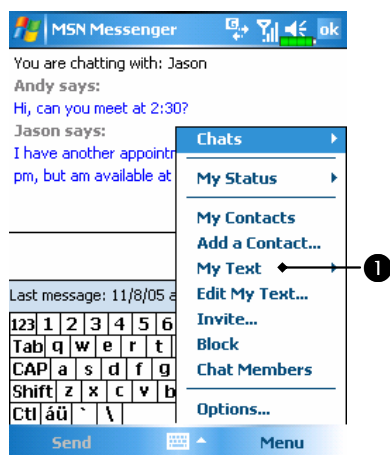 MSN Messenger ok
You are chatting with: Jason
Andy says:
Hi, can you meet at 2:30?
Jason says:
I have another
pm, but am available at
Chats
My Status
My Contacts
Add a Contact...
My Text 1
Edit My Text...
Invite...
Block
Chat Members
Options...
Last message: 11/8/05
123 1 2 3 4 5 6
Tab q w e r t
CAP a s d f g
Shift z x c v b
Ctl áü ` \
Send Menu